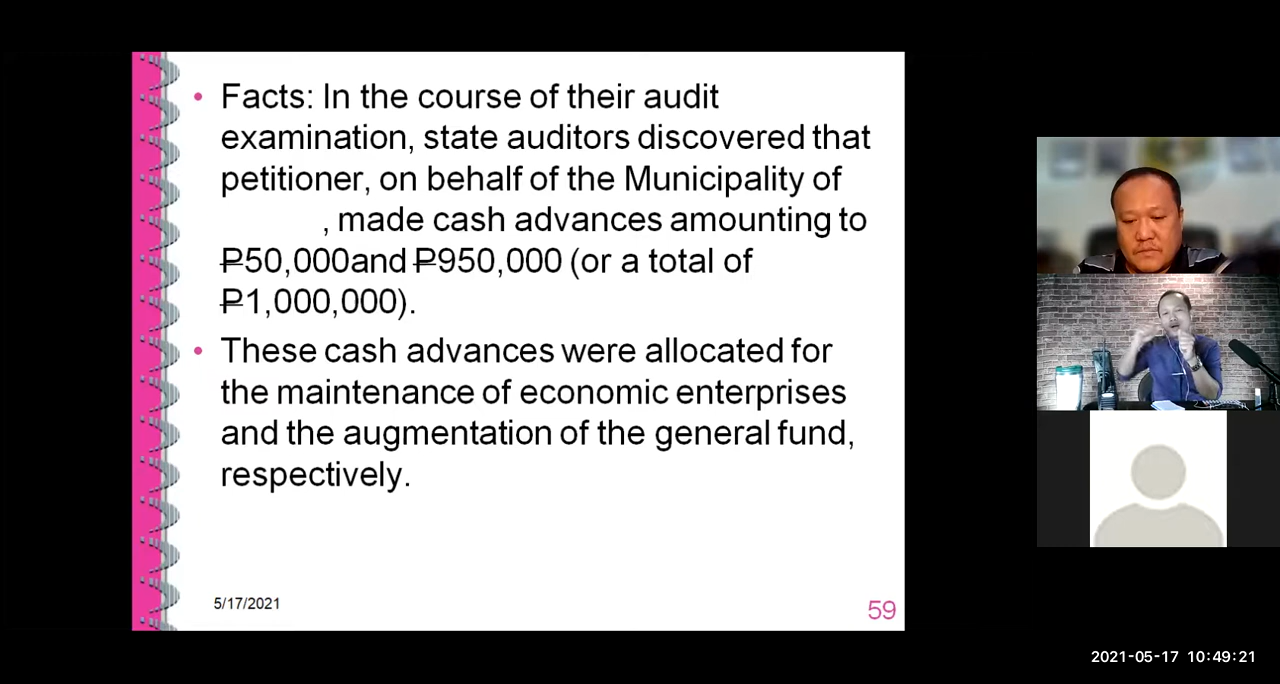 • Facts: In the course of their audit
examination, state auditors discovered that
petitioner, on behalf of the Municipality of
, made cash advances amounting to
₱50,000and ₱950,000 (or a total of
₱1,000,000).
• These cash advances were allocated for
the maintenance of economic enterprises
and the augmentation of the general fund,
respectively.
5/17/2021
59
2021-05-17 10:49:21